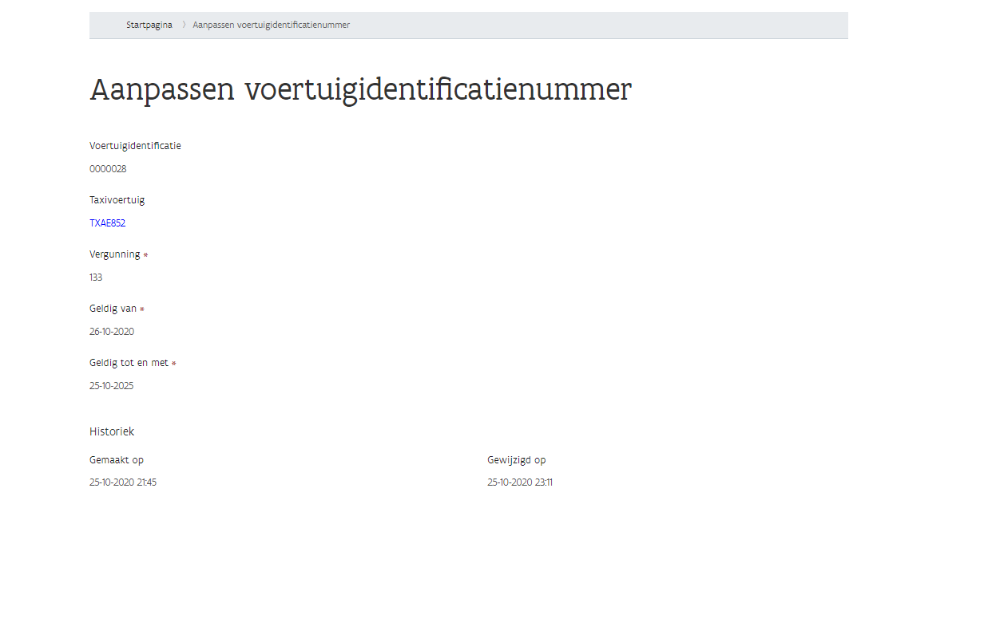 Startpagina 〉 Aanpassen voertuigidentificatienummer
Aanpassen voertuigidentificatienummer
Voertuigidentificatie
0000028
Taxivoertuig
TXAE852
Vergunning *
133
Geldig van *
26-10-2020
Geldig tot en met *
25-10-2025
Historiek
Gemaakt op Gewijzigd op
25-10-2020 21:45 25-10-2020 23:11